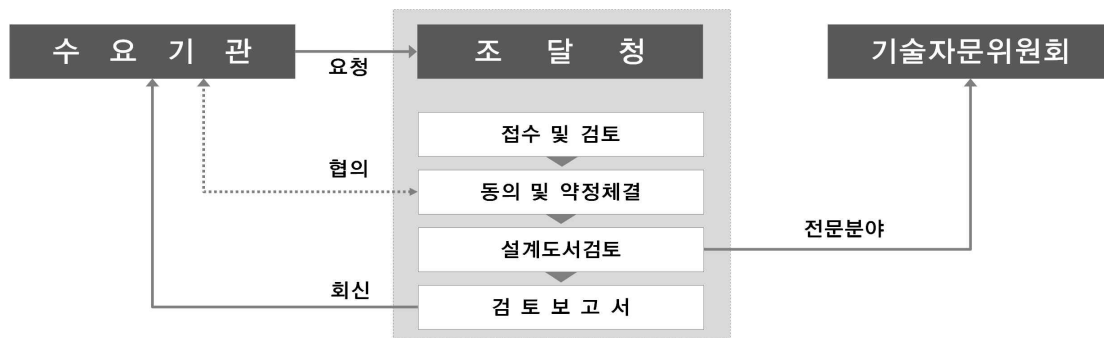 수 요 기 관
요청
조 달 청
기술자문위원회
접수 및 검토
협의
동의 및 약정체결
전문분야
설계도서검토
회신
검 토 보 고 서